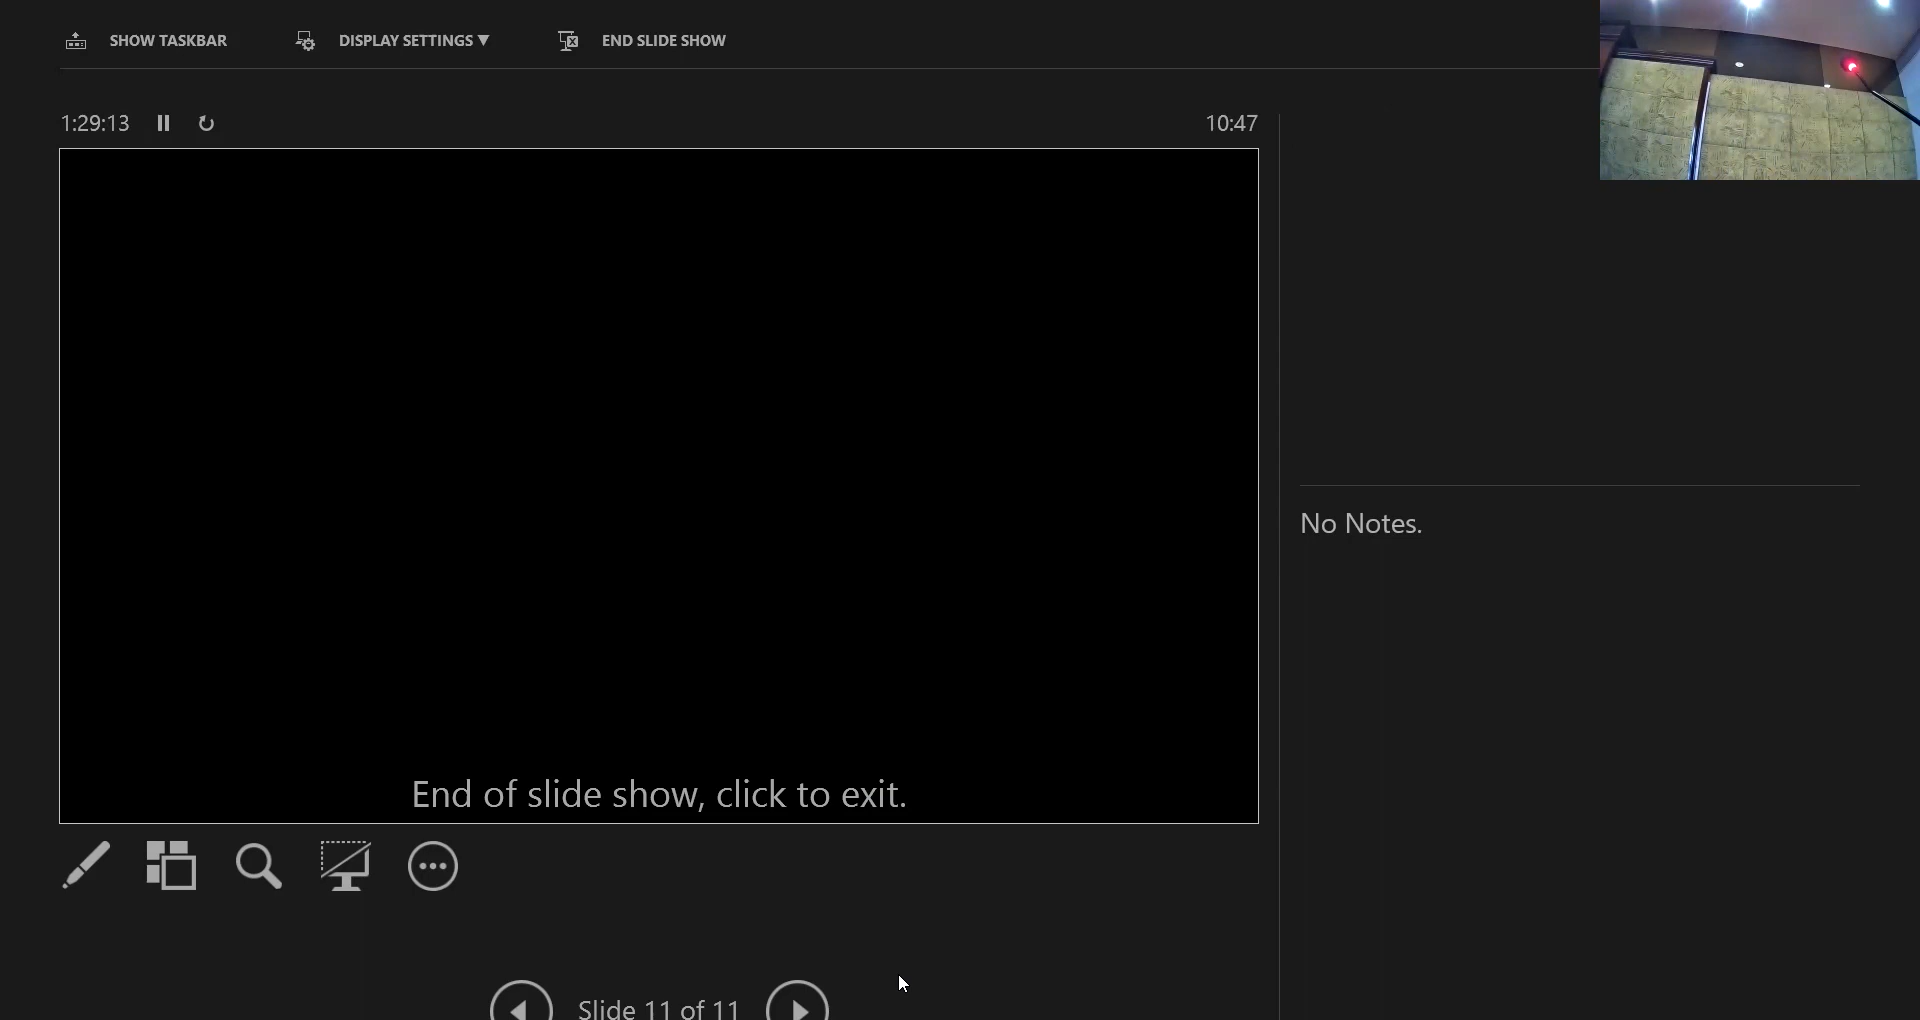 SHOW TASKBAR
DISPLAY SETTINGS ▼
END SLIDE SHOW
1:29:13
10:47
End of slide show, click to exit.
No Notes.
Slide 11 of 11